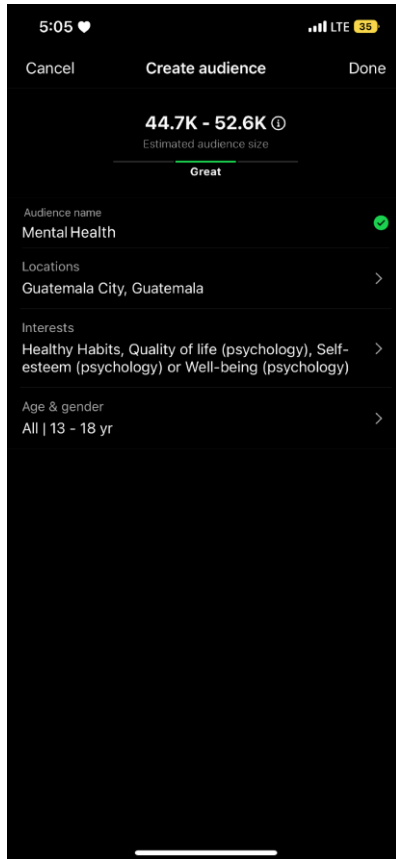 5:05
LTE 35
Cancel
Create audience
Done
44.7K - 52.6K
Estimated audience size
Great
Audience name
Mental Health
Locations
Guatemala City, Guatemala
Interests
Healthy Habits, Quality of life (psychology), Self-
esteem (psychology) or Well-being (psychology)
Age & gender
All | 13 - 18 yr